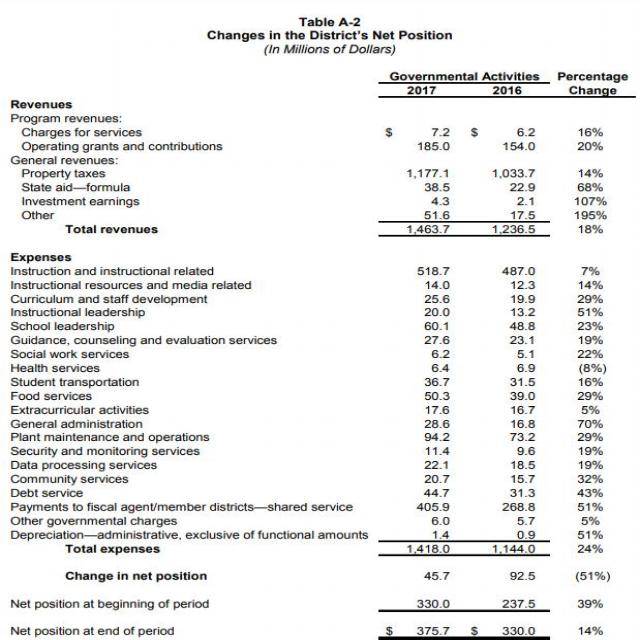 Table A-2
Changes in the District's Net Position
(In Millions of Dollars)
Governmental Activities Percentage
2017 2016 Change
Revenues
Program revenues:
Charges for services $ 7.2 $ 6.2 16%
Operating grants and contributions 185.0 154.0 20%
General revenues:
Property taxes 1,177.1 1,033.7 14%
State aid—formula 38.5 22.9 68%
Investment earnings 4.3 2.1 107%
Other 51.6 17.5 195%
Total revenues 1,463.7 1,236.5 18%
Expenses
Instruction and instructional related 518.7 487.0 7%
Instructional resources and media related 14.0 12.3 14%
Curriculum and staff development 25.6 19.9 29%
Instructional leadership 20.0 13.2 51%
School leadership 60.1 48.8 23%
Guidance, counseling and evaluation services 27.6 23.1 19%
Social work services 6.2 5.1 22%
Health services 6.4 6.9 (8%)
Student transportation 36.7 31.5 16%
Food services 50.3 39.0 29%
Extracurricular activities 17.6 16.7 5%
General administration 28.6 16.8 70%
Plant maintenance and operations 94.2 73.2 29%
Security and monitoring services 11.4 9.6 19%
Data processing services 22.1 18.5 19%
Community services 20.7 15.7 32%
Debt service 44.7 31.3 43%
Payments to fiscal agent/member districts—shared service 405.9 268.8 51%
Other governmental charges 6.0 5.7 5%
Depreciation—administrative, exclusive of functional amounts 1.4 0.9 51%
Total expenses 1,418.0 1,144.0 24%
Change in net position 45.7 92.5 (51%)
Net position at beginning of period 330.0 237.5 39%
Net position at end of period $ 375.7 $ 330.0 14%